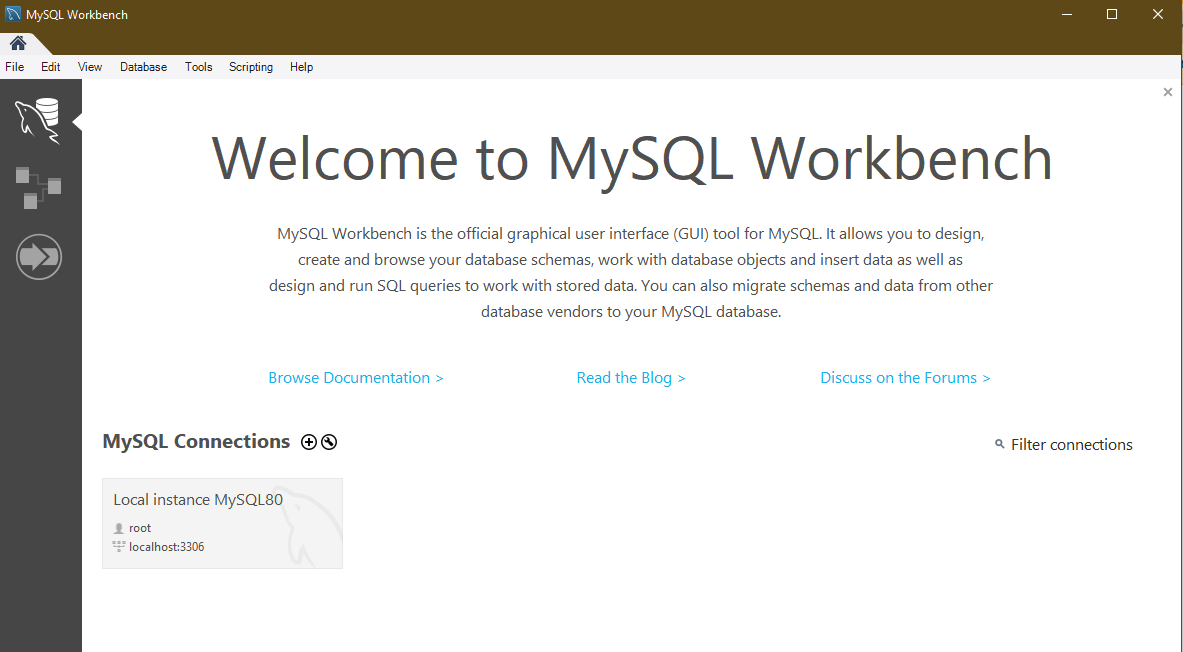 MySQL Workbench
File Edit View Database Tools Scripting Help
Welcome to MySQL Workbench
MySQL Workbench is the official graphical user interface (GUI) tool for MySQL. It allows you to design,
create and browse your database schemas, work with database objects and insert data as well as
design and run SQL queries to work with stored data. You can also migrate schemas and data from other
database vendors to your MySQL database.
Browse Documentation > Read the Blog > Discuss on the Forums >
MySQL Connections Filter connections
Local instance MySQL80
root
localhost:3306